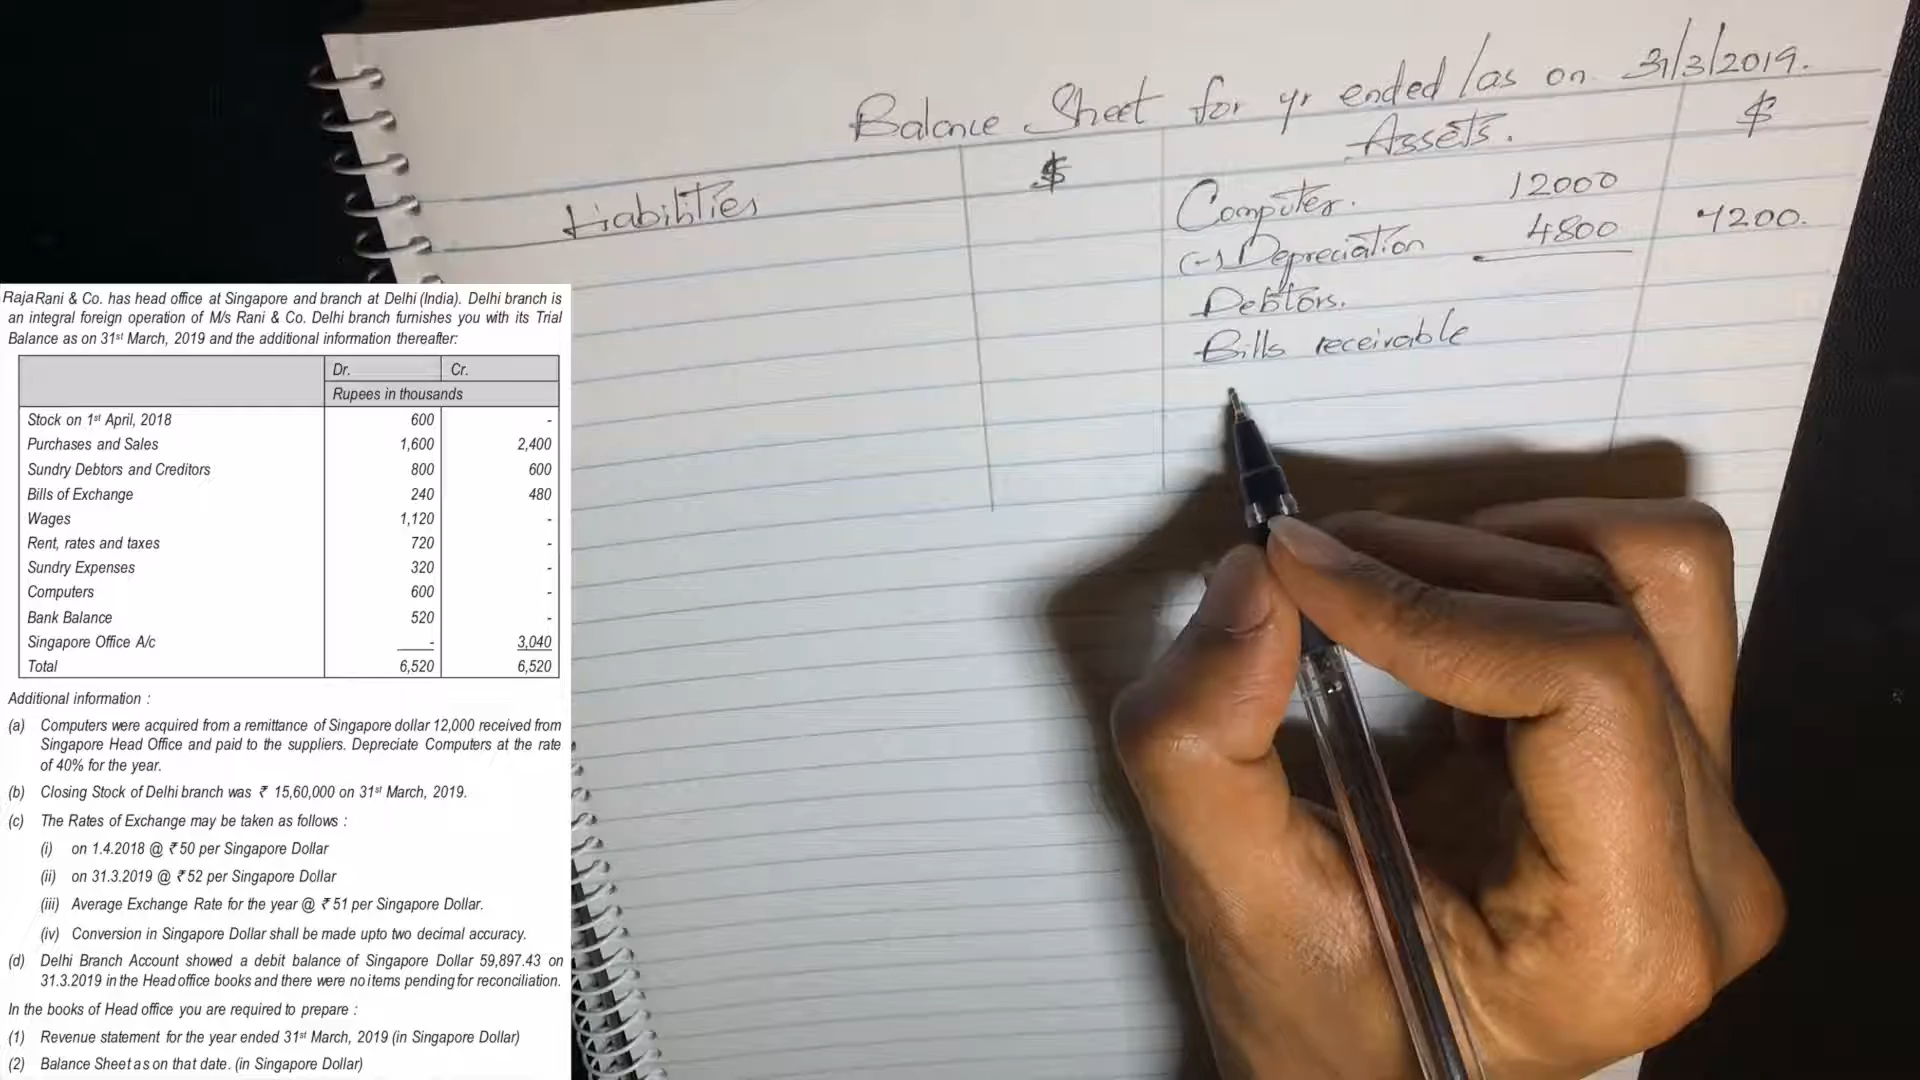 Balance Sheet for yr ended/as on 31/3/2019.
Liabilities $ Assets. $
Computer. 12000
(-) Depreciation 4800 7200.
Debtors.
Bills receivable
Raja Rani & Co. has head office at Singapore and branch at Delhi (India). Delhi branch is
an integral foreign operation of M/s Rani & Co. Delhi branch furnishes you with its Trial
Balance as on 31st March, 2019 and the additional information thereafter:
Dr. Cr.
Rupees in thousands
Stock on 1st April, 2018 600 -
Purchases and Sales 1,600 2,400
Sundry Debtors and Creditors 800 600
Bills of Exchange 240 480
Wages 1,120 -
Rent, rates and taxes 720 -
Sundry Expenses 320 -
Computers 600 -
Bank Balance 520 -
Singapore Office A/c - 3,040
Total 6,520 6,520
Additional information :
(a) Computers were acquired from a remittance of Singapore dollar 12,000 received from
Singapore Head Office and paid to the suppliers. Depreciate Computers at the rate
of 40% for the year.
(b) Closing Stock of Delhi branch was ₹ 15,60,000 on 31st March, 2019.
(c) The Rates of Exchange may be taken as follows :
(i) on 1.4.2018 @ ₹ 50 per Singapore Dollar
(ii) on 31.3.2019 @ ₹ 52 per Singapore Dollar
(iii) Average Exchange Rate for the year @ ₹ 51 per Singapore Dollar.
(iv) Conversion in Singapore Dollar shall be made upto two decimal accuracy.
(d) Delhi Branch Account showed a debit balance of Singapore Dollar 59,897.43 on
31.3.2019 in the Head office books and there were no items pending for reconciliation.
In the books of Head office you are required to prepare :
(1) Revenue statement for the year ended 31st March, 2019 (in Singapore Dollar)
(2) Balance Sheet as on that date. (in Singapore Dollar)